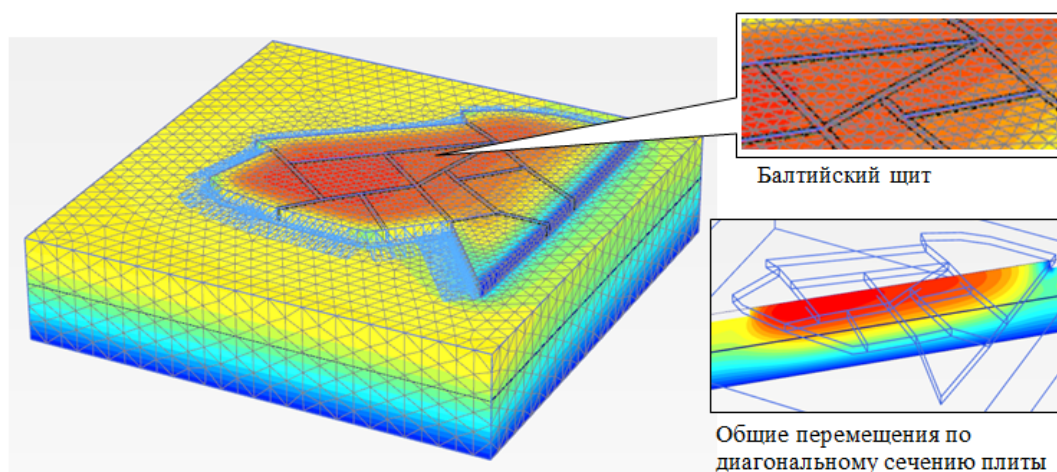 Балтийский щит
Общие перемещения по
диагональному сечению плиты